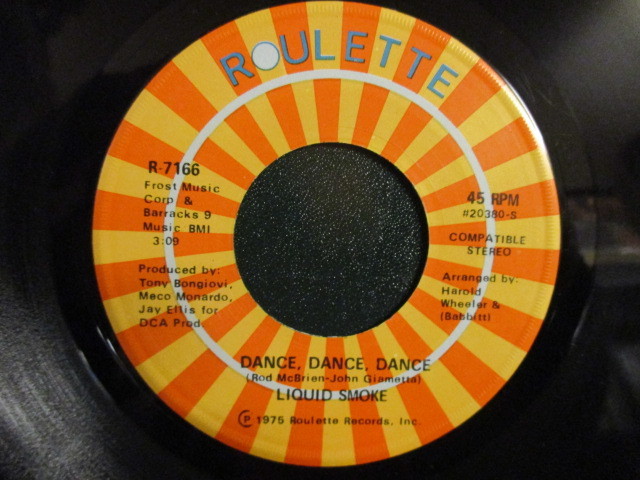 ROULETTE
R-7166
Frost Music
Corp &
Barracks 9
Music BMI
3:09
Produced by:
Tony Bongiovi,
Meco Monardo,
Jay Ellis for
DCA Prod.
45 RPM
#20380-S
COMPATIBLE
STEREO
Arranged by:
Harold
Wheeler &
(Babbitt)
DANCE, DANCE, DANCE
(Rod McBrien-John Giametta)
LIQUID SMOKE
℗ 1975 Roulette Records, Inc.